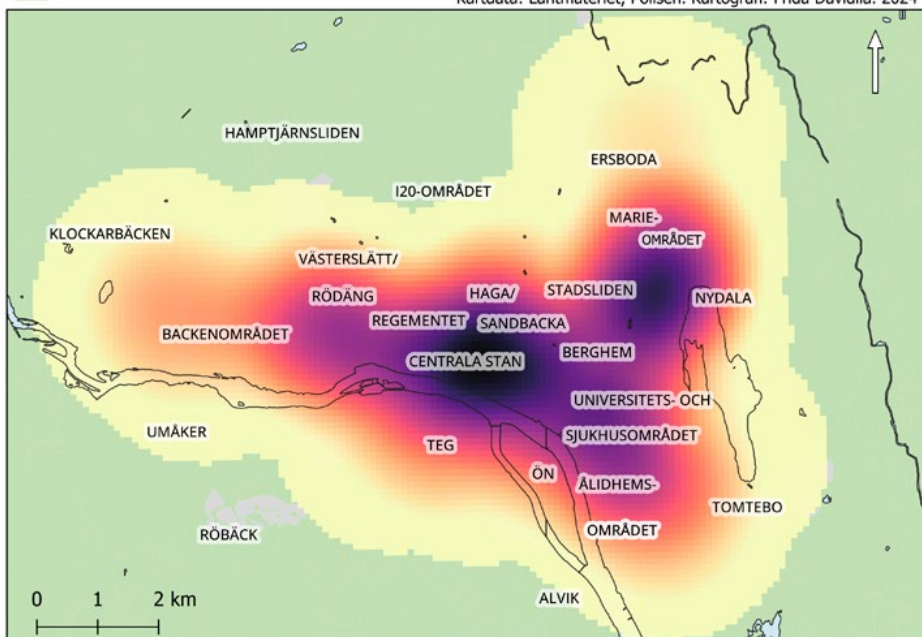 Kartdata: Lantmäteriet, Polisen. Kartograf: Frida Davidia. 2024
HAMPTJÄRNSLIDEN
ERSBODA
I20-OMRÅDET
MARIE-
OMRÅDET
KLOCKARBÄCKEN
VÄSTERSLÄTT/
RÖDÄNG
HAGA/
SANDBACKA
STADSLIDEN
NYDALA
BACKENOMRÅDET
REGEMENTET
CENTRALA STAN
BERGHEM
UNIVERSITETS- OCH
SJUKHUSOMRÅDET
UMÅKER
TEG
ÖN
ÅLIDHEMS-
OMRÅDET
TOMTEBO
RÖBÄCK
ALVIK
0 1 2 km